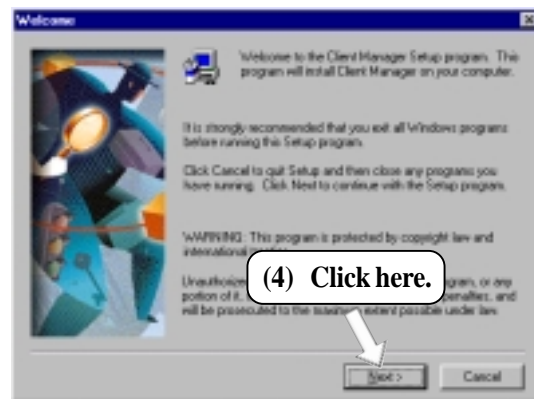 Welcome
Welcome to the Client Manager Setup program. This
program will install Client Manager on your computer.
It is strongly recommended that you exit all Windows programs
before running this Setup program.
Click Cancel to quit Setup and then close any programs you
have running. Click Next to continue with the Setup program.
WARNING: This program is protected by copyright law and
international
(4) Click here.
portion of it, penalties, and
will be prosecuted to the maximum extent possible under law.
Next >
Cancel